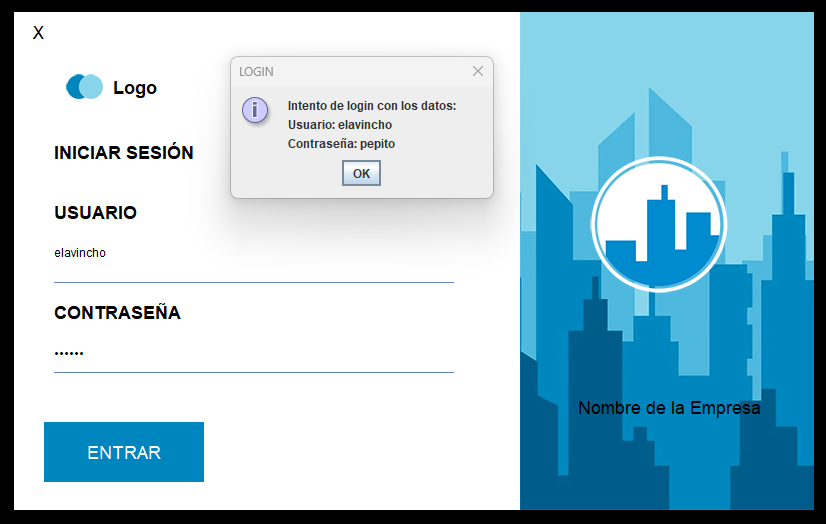 X
Logo
LOGIN
Intento de login con los datos:
Usuario: elavincho
Contraseña: pepito
OK
INICIAR SESIÓN
USUARIO
elavincho
CONTRASEÑA
••••••
ENTRAR
Nombre de la Empresa